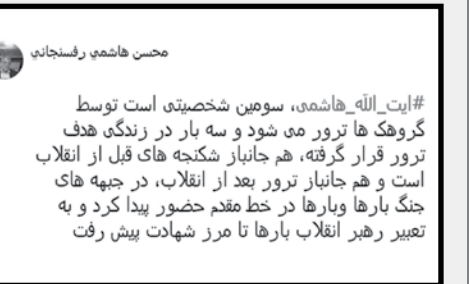 محسن هاشمي رفسنجاني
#ایت_الله_هاشمی، سومین شخصیتی است توسط
گروهک ها ترور می شود و سه بار در زندگی هدف
ترور قرار گرفته، هم جانباز شکنجه های قبل از انقلاب
است و هم جانباز ترور بعد از انقلاب، در جبهه های
جنگ بارها وبارها در خط مقدم حضور پیدا کرد و به
تعبیر رهبر انقلاب بارها تا مرز شهادت پیش رفت